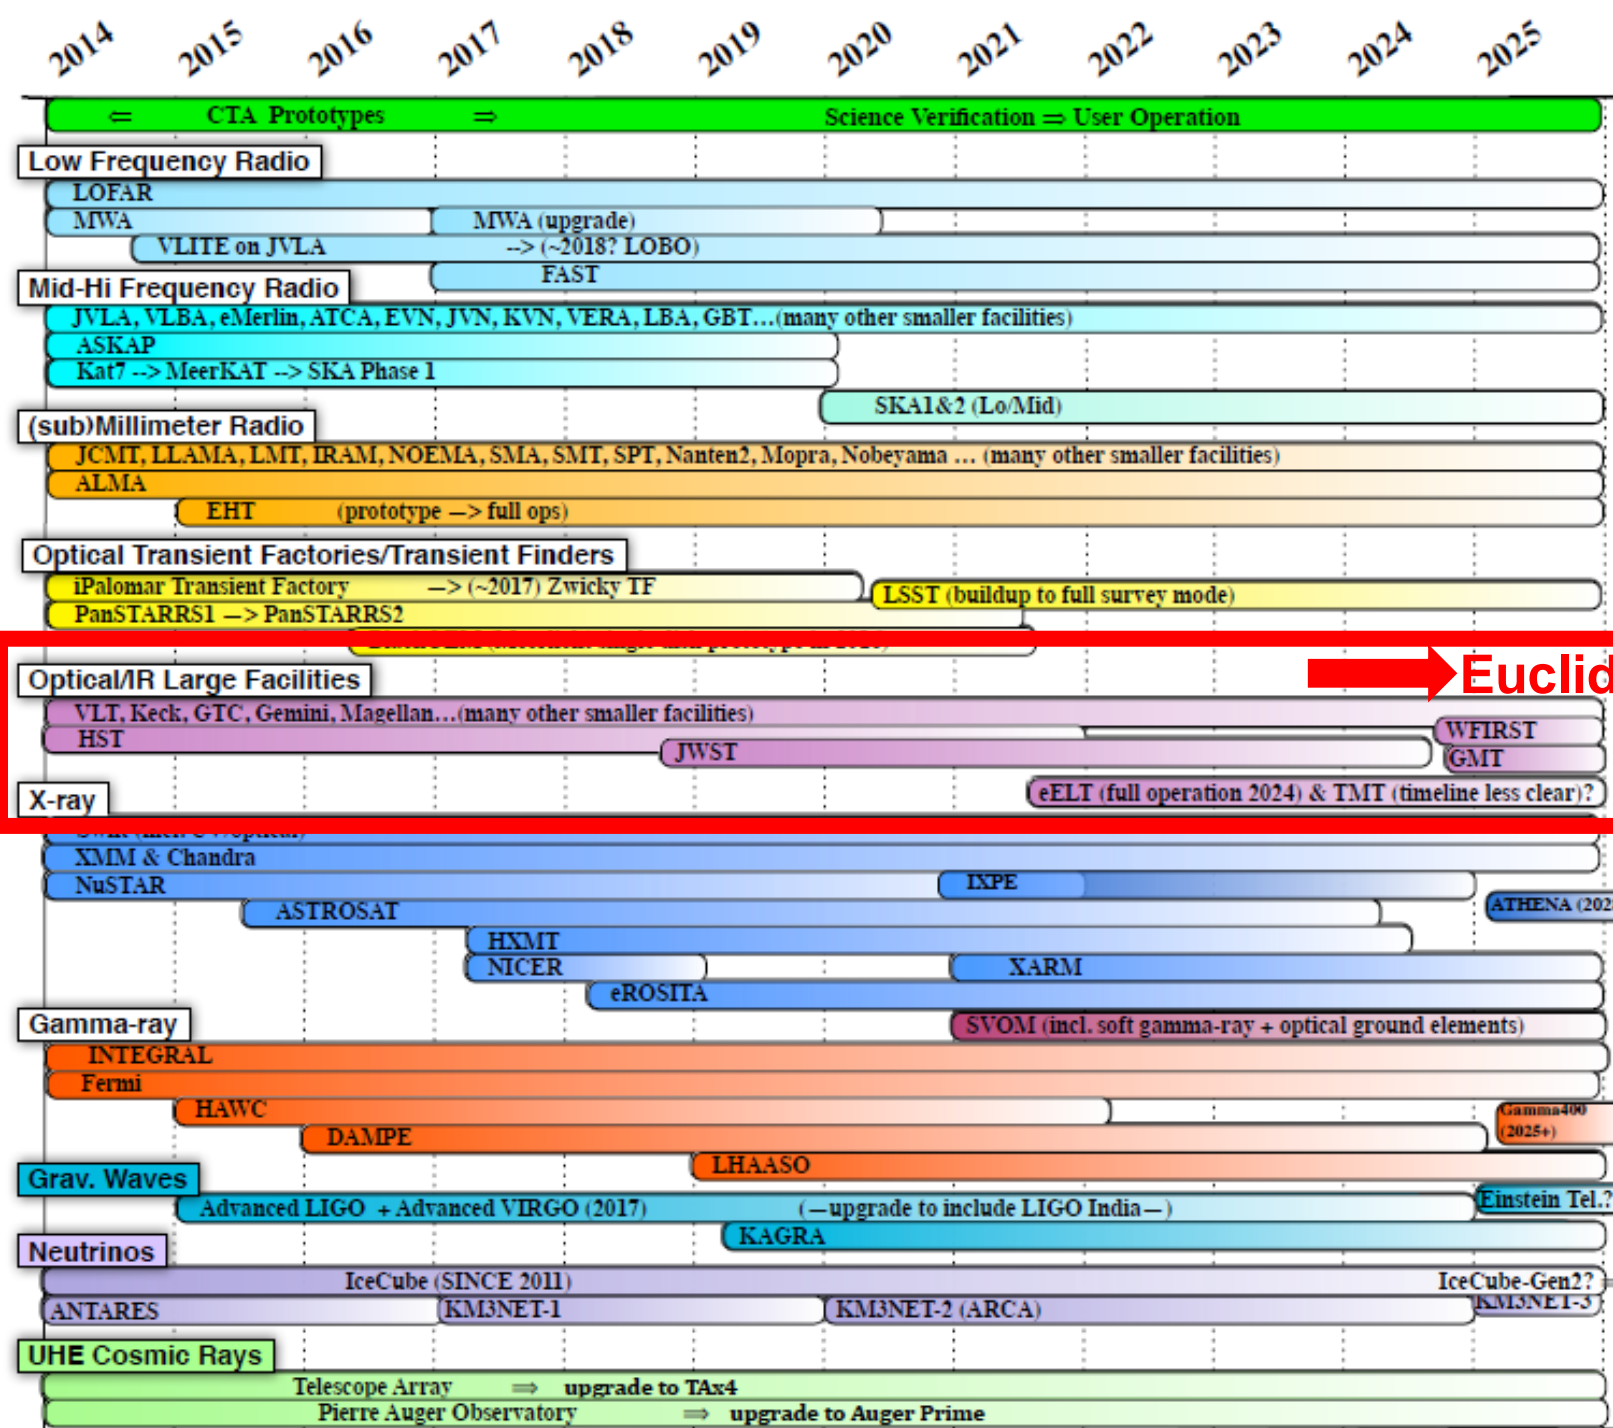 2014 2015 2016 2017 2018 2019 2020 2021 2022 2023 2024 2025
⇐ CTA Prototypes ⇒ Science Verification ⇒ User Operation
Low Frequency Radio
LOFAR
MWA MWA (upgrade)
VLITE on JVLA --> (~2018? LOBO)
FAST
Mid-Hi Frequency Radio
JVLA, VLBA, eMerlin, ATCA, EVN, JVN, KVN, VERA, LBA, GBT...(many other smaller facilities)
ASKAP
Kat7 --> MeerKAT --> SKA Phase 1
SKA1&2 (Lo/Mid)
(sub)Millimeter Radio
JCMT, LLAMA, LMT, IRAM, NOEMA, SMA, SMT, SPT, Nanten2, Mopra, Nobeyama ... (many other smaller facilities)
ALMA
EHT (prototype —> full ops)
Optical Transient Factories/Transient Finders
iPalomar Transient Factory —> (~2017) Zwicky TF
LSST (buildup to full survey mode)
PanSTARRS1 —> PanSTARRS2
Euclid
Optical/IR Large Facilities
VLT, Keck, GTC, Gemini, Magellan...(many other smaller facilities)
HST WFIRST
JWST GMT
eELT (full operation 2024) & TMT (timeline less clear)?
X-ray
XMM & Chandra
NuSTAR IXPE
ATHENA (202
ASTROSAT
HXMT
NICER XARM
eROSITA
Gamma-ray
SVOM (incl. soft gamma-ray + optical ground elements)
INTEGRAL
Fermi
HAWC
Gamma400
(2025+)
DAMPE
LHAASO
Grav. Waves
Advanced LIGO + Advanced VIRGO (2017) (—upgrade to include LIGO India—)
Einstein Tel.?
KAGRA
Neutrinos
IceCube (SINCE 2011) IceCube-Gen2?
ANTARES KM3NET-1 KM3NET-2 (ARCA) KM3NET-3
UHE Cosmic Rays
Telescope Array ⇒ upgrade to TAx4
Pierre Auger Observatory ⇒ upgrade to Auger Prime